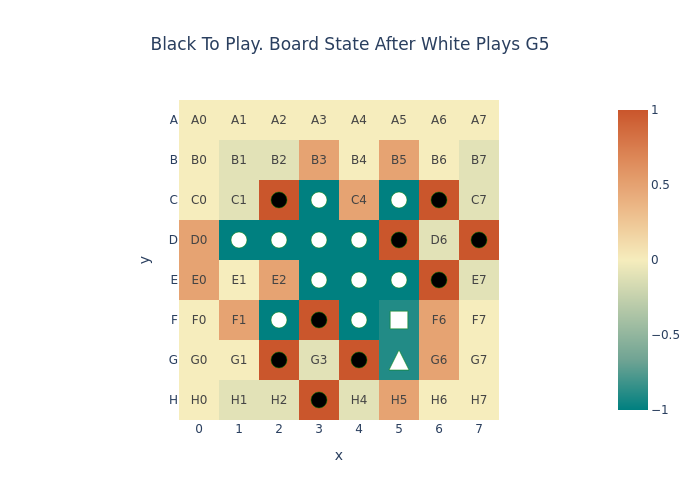 Black To Play. Board State After White Plays G5
A A0 A1 A2 A3 A4 A5 A6 A7
B B0 B1 B2 B3 B4 B5 B6 B7
C C0 C1 C4 C7
D D0 D6
E E0 E1 E2 E7
F F0 F1 F6 F7
G G0 G1 G3 G6 G7
H H0 H1 H2 H4 H5 H6 H7
0 1 2 3 4 5 6 7
x
y
1
0.5
0
−0.5
−1